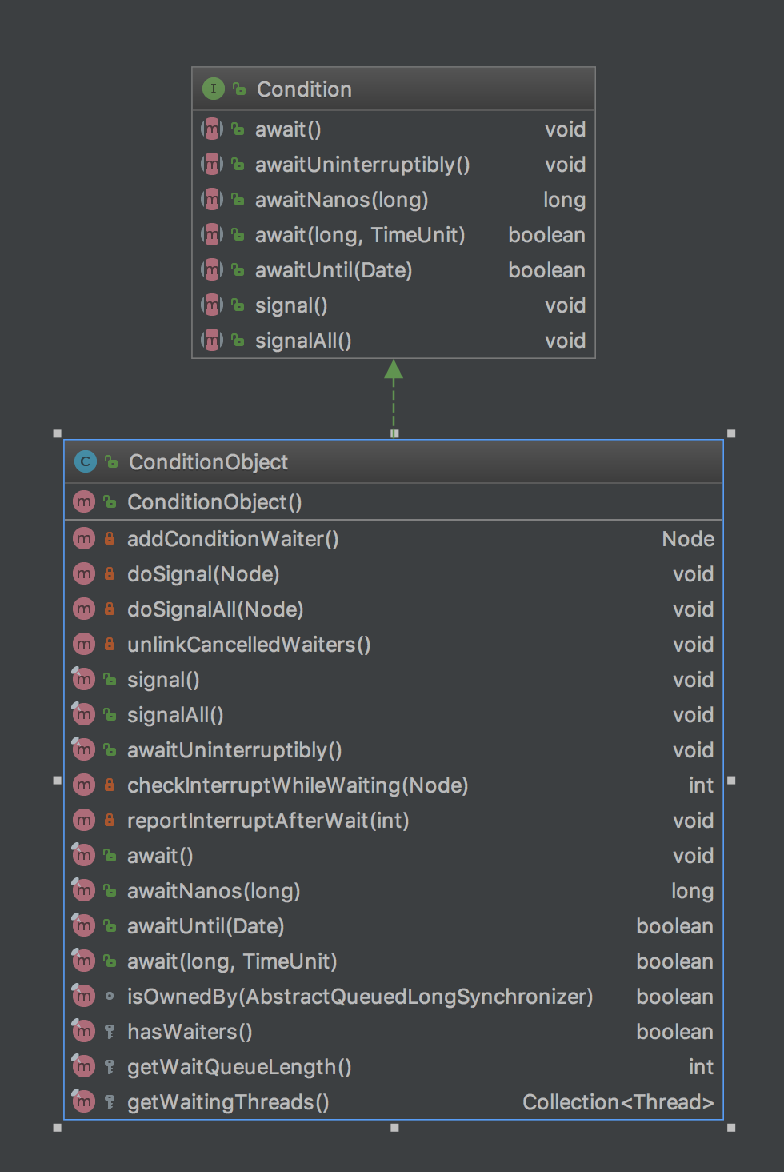 Condition
await() void
awaitUninterruptibly() void
awaitNanos(long) long
await(long, TimeUnit) boolean
awaitUntil(Date) boolean
signal() void
signalAll() void
ConditionObject
ConditionObject()
addConditionWaiter() Node
doSignal(Node) void
doSignalAll(Node) void
unlinkCancelledWaiters() void
signal() void
signalAll() void
awaitUninterruptibly() void
checkInterruptWhileWaiting(Node) int
reportInterruptAfterWait(int) void
await() void
awaitNanos(long) long
awaitUntil(Date) boolean
await(long, TimeUnit) boolean
isOwnedBy(AbstractQueuedLongSynchronizer) boolean
hasWaiters() boolean
getWaitQueueLength() int
getWaitingThreads() Collection<Thread>